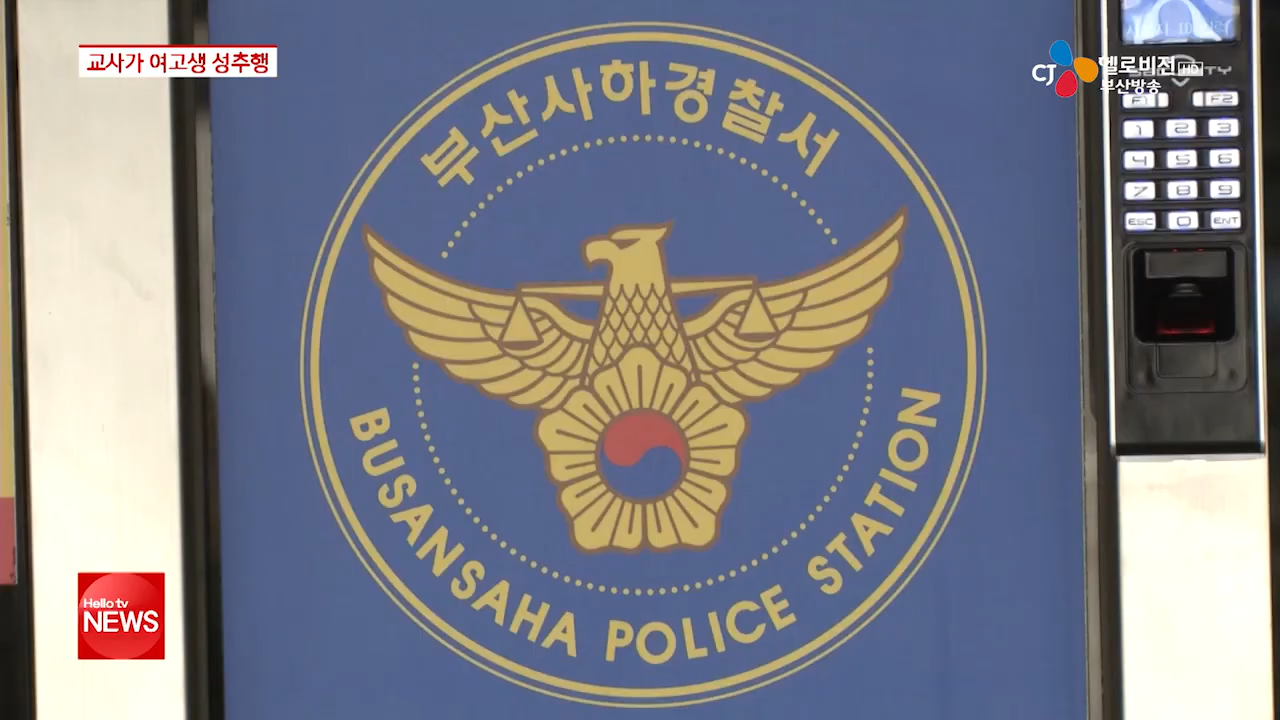 교사가 여고생 성추행
CJ 헬로비전 HD
부산방송
부산사하경찰서
BUSANSAHA POLICE STATION
F1 F2
1 2 3
4 5 6
7 8 9
ESC 0 ENT
Hello tv
NEWS